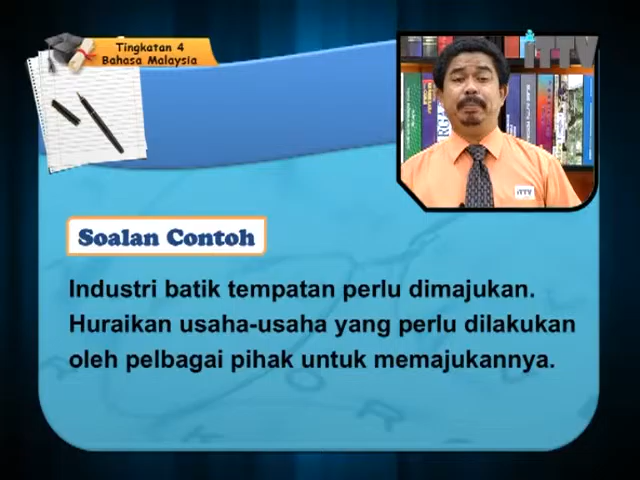 Tingkatan 4
Bahasa Malaysia
iTTV
iTTV
Soalan Contoh
Industri batik tempatan perlu dimajukan.
Huraikan usaha-usaha yang perlu dilakukan
oleh pelbagai pihak untuk memajukannya.